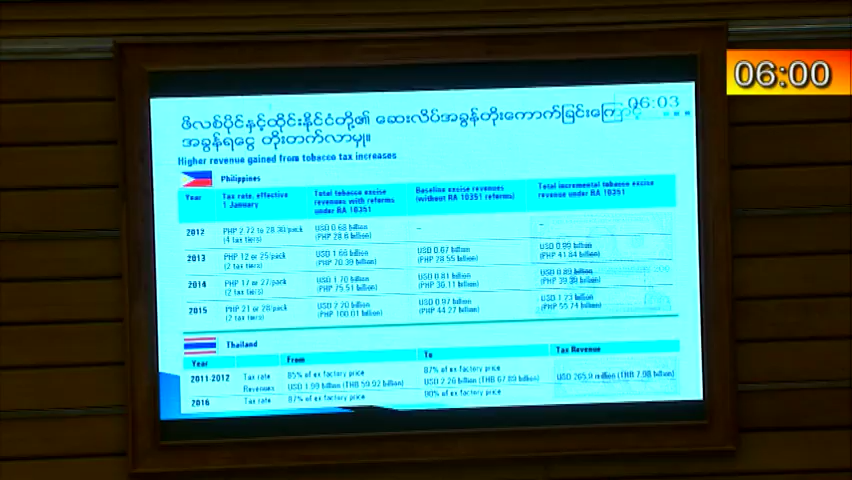 06:00
06:03
ဖိလစ်ပိုင်နှင့်ထိုင်းနိုင်ငံတို့၏ ဆေးလိပ်အခွန်တိုးကောက်ခြင်းကြောင့်
အခွန်ရငွေ တိုးတက်လာမှု။
Higher revenue gained from tobacco tax increases
Philippines
Year Tax rate, effective 1 January Total tobacco excise revenues with reforms under RA 10351 Baseline excise revenues (without RA 10351 reforms) Total incremental tobacco excise revenue under RA 10351
2012 PHP 2.72 to 28.30/pack USD 0.68 billion –
(4 tax tiers) (PHP 28.6 billion)
2013 PHP 12 or 25/pack USD 1.66 billion USD 0.67 billion USD 0.99 billion
(2 tax tiers) (PHP 70.39 billion) (PHP 28.55 billion) (PHP 41.84 billion)
2014 PHP 17 or 27/pack USD 1.70 billion USD 0.81 billion USD 0.89 billion
(2 tax tiers) (PHP 75.51 billion) (PHP 36.11 billion) (PHP 39.39 billion)
2015 PHP 21 or 28/pack USD 2.20 billion USD 0.97 billion USD 1.23 billion
(2 tax tiers) (PHP 100.01 billion) (PHP 44.27 billion) (PHP 55.74 billion)
Thailand
Year From To Tax Revenue
2011-2012 Tax rate 85% of ex factory price 87% of ex factory price
Revenues USD 1.99 billion (THB 59.92 billion) USD 2.26 billion (THB 67.89 billion) USD 265.9 million (THB 7.98 billion)
2016 Tax rate 87% of ex factory price 90% of ex factory price